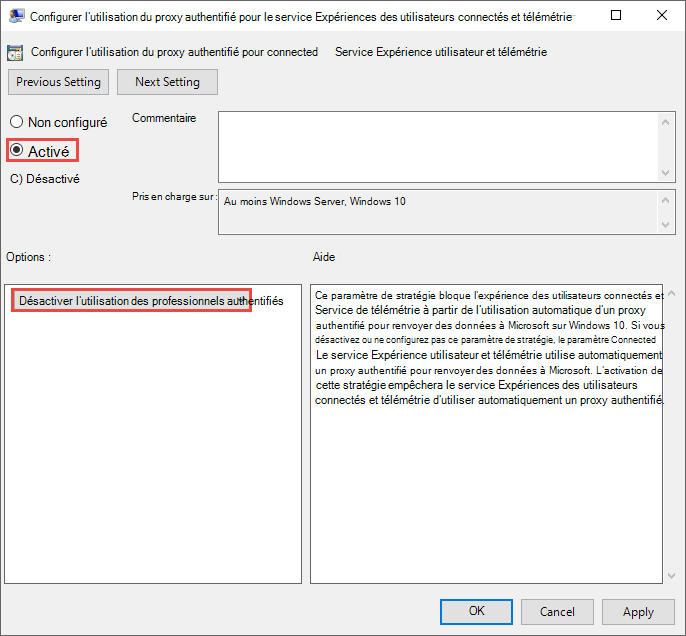 Configurer l'utilisation du proxy authentifié pour le service Expériences des utilisateurs connectés et télémétrie
Configurer l'utilisation du proxy authentifié pour connected Service Expérience utilisateur et télémétrie
Previous Setting Next Setting
Non configuré
Commentaire
Activé
C) Désactivé
Pris en charge sur :
Au moins Windows Server, Windows 10
Options :
Aide
Désactiver l'utilisation des professionnels authentifiés
Ce paramètre de stratégie bloque l'expérience des utilisateurs connectés et
Service de télémétrie à partir de l'utilisation automatique d'un proxy
authentifié pour renvoyer des données à Microsoft sur Windows 10. Si vous
désactivez ou ne configurez pas ce paramètre de stratégie, le paramètre Connected
Le service Expérience utilisateur et télémétrie utilise automatiquement
un proxy authentifié pour renvoyer des données à Microsoft. L'activation de
cette stratégie empêchera le service Expériences des utilisateurs
connectés et télémétrie d'utiliser automatiquement un proxy authentifié.
OK Cancel Apply